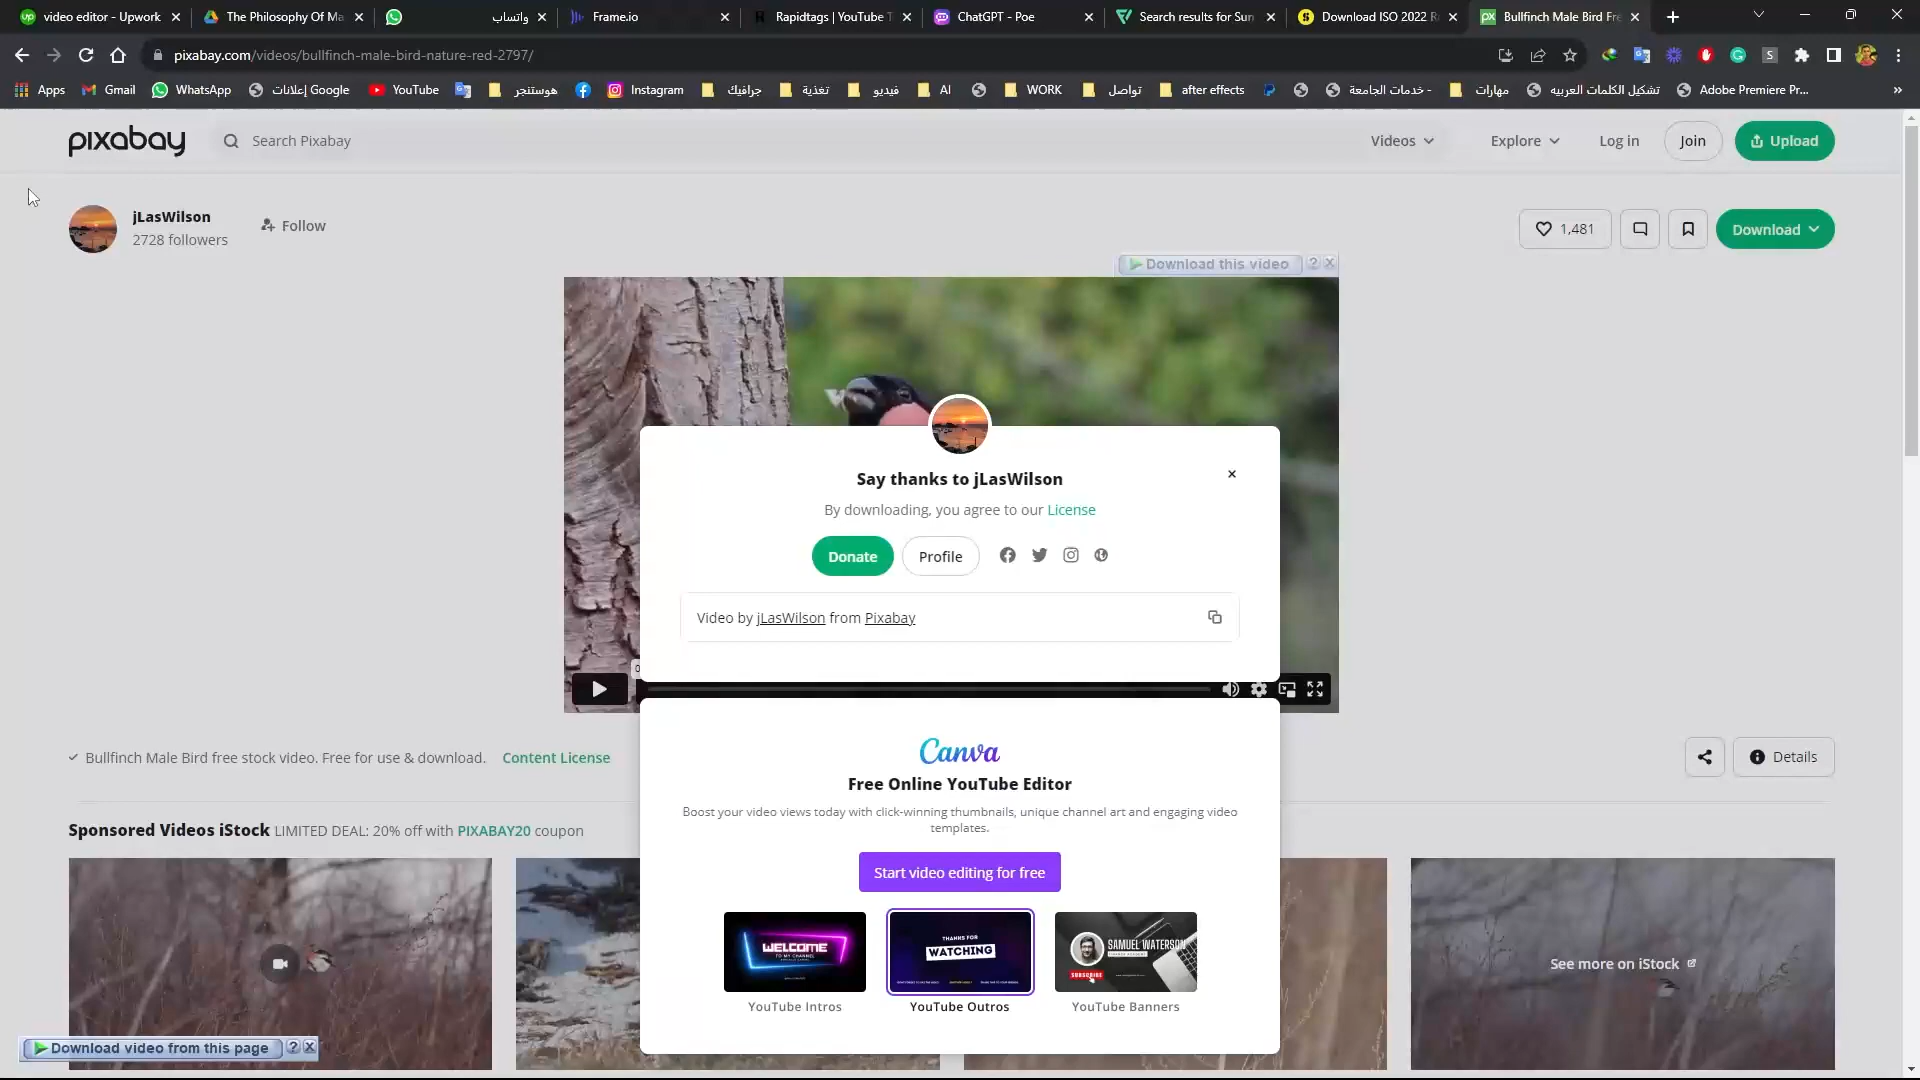 video editor - Upwork
The Philosophy Of Ma
واتساب
Frame.io
Rapidtags | YouTube T
ChatGPT - Poe
Search results for Sun
Download ISO 2022 R
Bullfinch Male Bird Fre
pixabay.com/videos/bullfinch-male-bird-nature-red-2797/
Apps
Gmail
WhatsApp
إعلانات Google
YouTube
هوستنجر
Instagram
جرافيك
تغذية
فيديو
AI
WORK
تواصل
after effects
خدمات الجامعة -
مهارات
تشكيل الكلمات العربيه
Adobe Premiere Pr...
pixabay
Search Pixabay
Videos
Explore
Log in
Join
Upload
jLasWilson
2728 followers
Follow
1,481
Download
Download this video
Say thanks to jLasWilson
By downloading, you agree to our License
Donate
Profile
Video by jLasWilson from Pixabay
Canva
Free Online YouTube Editor
Boost your video views today with click-winning thumbnails, unique channel art and engaging video
templates.
Start video editing for free
WELCOME
TO MY CHANNEL
THANKS FOR
WATCHING
SAMUEL WATERSON
SUBSCRIBE
YouTube Intros
YouTube Outros
YouTube Banners
Bullfinch Male Bird free stock video. Free for use & download. Content License
Details
Sponsored Videos iStock LIMITED DEAL: 20% off with PIXABAY20 coupon
See more on iStock
Download video from this page